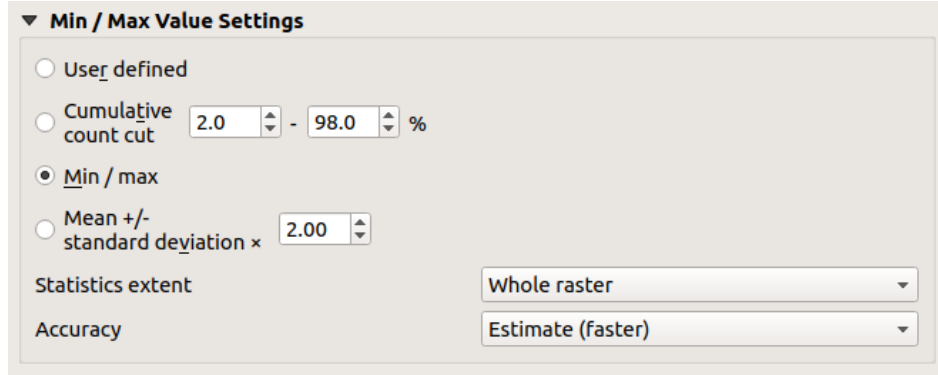 Min / Max Value Settings
User defined
Cumulative
count cut 2.0 - 98.0 %
Min / max
Mean +/-
standard deviation × 2.00
Statistics extent Whole raster
Accuracy Estimate (faster)